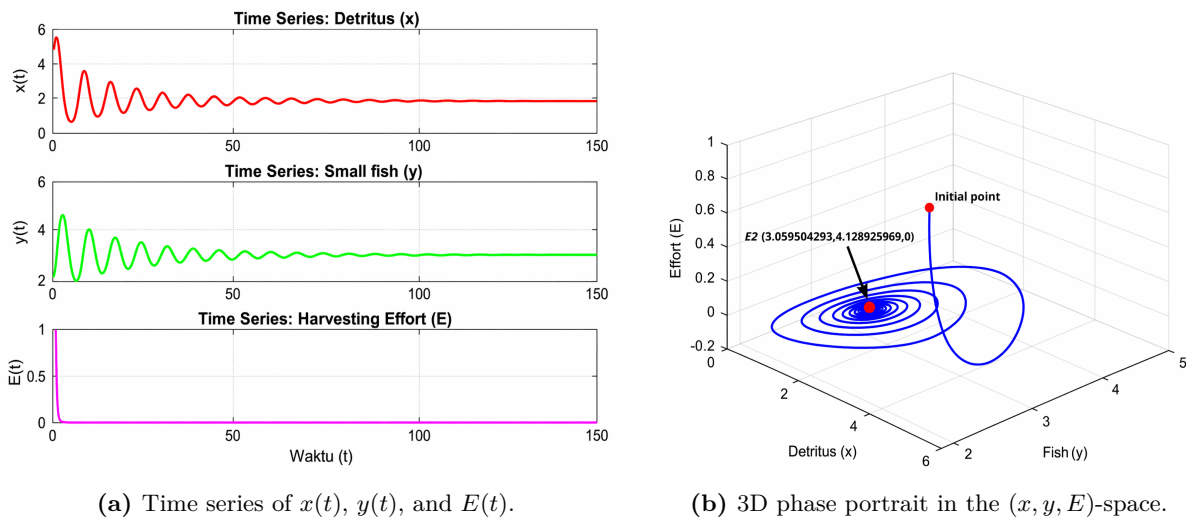 Time Series: Detritus (x)
6
4
2
0
x(t)
0
50
100
150
Time Series: Small fish (y)
6
4
2
y(t)
0
50
100
150
Time Series: Harvesting Effort (E)
1
0.5
0
E(t)
0
50
100
150
Waktu (t)
(a) Time series of x(t), y(t), and E(t).
1
0.8
0.6
0.4
0.2
0
-0.2
Effort (E)
Initial point
E2 (3.059504293,4.128925969,0)
0
2
4
6
Detritus (x)
2
3
4
5
Fish (y)
(b) 3D phase portrait in the (x, y, E)-space.